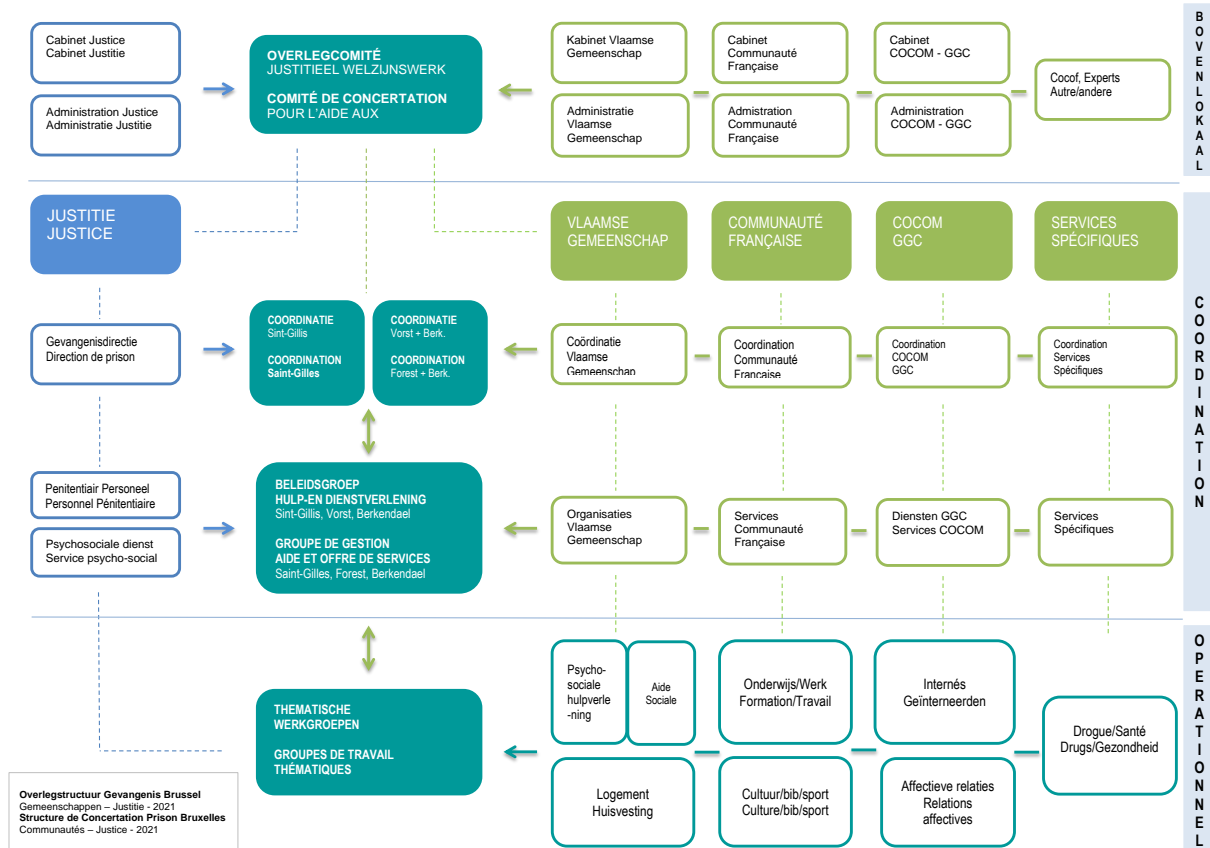 Cabinet Justice
Cabinet Justitie
Administration Justice
Administratie Justitie
OVERLEGCOMITÉ
JUSTITIEEL WELZIJNSWERK
COMITÉ DE CONCERTATION
POUR L'AIDE AUX
Kabinet Vlaamse
Gemeenschap
Administratie
Vlaamse
Gemeenschap
Cabinet
Communauté
Française
Admistration
Communauté
Française
Cabinet
COCOM - GGC
Administration
COCOM - GGC
Cocof, Experts
Autre/andere
BOVENLOKAAL
JUSTITIE
JUSTICE
VLAAMSE
GEMEENSCHAP
COMMUNAUTÉ
FRANÇAISE
COCOM
GGC
SERVICES
SPÉCIFIQUES
Gevangenisdirectie
Direction de prison
COORDINATIE
Sint-Gillis
COORDINATION
Saint-Gilles
COORDINATIE
Vorst + Berk.
COORDINATION
Forest + Berk.
Coördinatie
Vlaamse
Gemeenschap
Coordination
Communauté
Française
Coordination
COCOM
GGC
Coordination
Services
Spécifiques
COORDINATION
Penitentiair Personeel
Personnel Pénitentiaire
Psychosociale dienst
Service psycho-social
BELEIDSGROEP
HULP-EN DIENSTVERLENING
Sint-Gillis, Vorst, Berkendael
GROUPE DE GESTION
AIDE ET OFFRE DE SERVICES
Saint-Gilles, Forest, Berkendael
Organisaties
Vlaamse
Gemeenschap
Services
Communauté
Française
Diensten GGC
Services COCOM
Services
Spécifiques
THEMATISCHE
WERKGROEPEN
GROUPES DE TRAVAIL
THÉMATIQUES
Psycho-
sociale
hulpverle
-ning
Aide
Sociale
Onderwijs/Werk
Formation/Travail
Internés
Geïnterneerden
Drogue/Santé
Drugs/Gezondheid
Logement
Huisvesting
Cultuur/bib/sport
Culture/bib/sport
Affectieve relaties
Relations
affectives
OPERATIONNEL
Overlegstructuur Gevangenis Brussel
Gemeenschappen – Justitie - 2021
Structure de Concertation Prison Bruxelles
Communautés – Justice - 2021